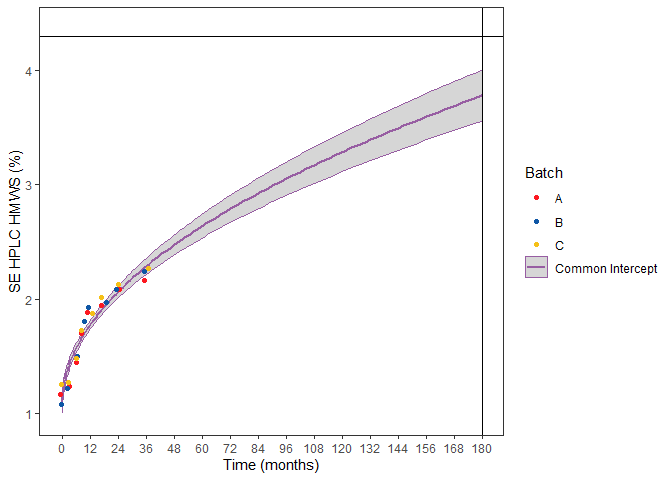 4
3
2
1
SE HPLC HMWS (%)
0 12 24 36 48 60 72 84 96 108 120 132 144 156 168 180
Time (months)
Batch
A
B
C
Common Intercept